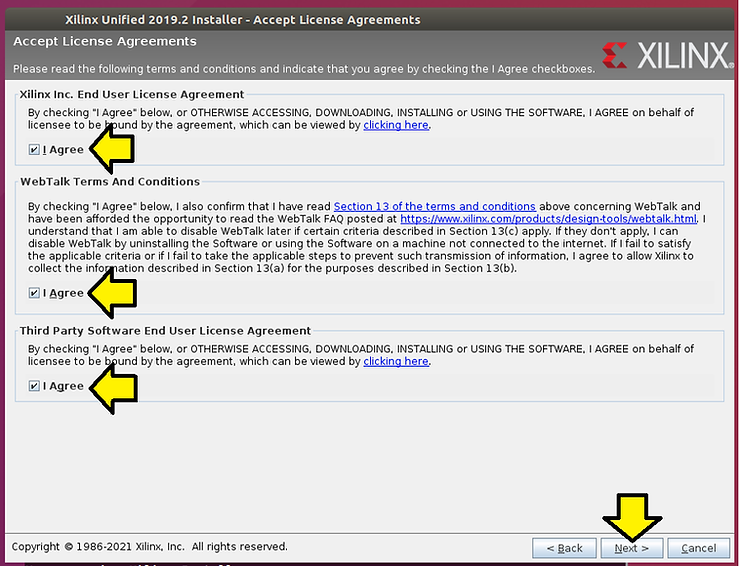 Xilinx Unified 2019.2 Installer - Accept License Agreements
Accept License Agreements
XILINX
Please read the following terms and conditions and indicate that you agree by checking the I Agree checkboxes.
Xilinx Inc. End User License Agreement
By checking "I Agree" below, or OTHERWISE ACCESSING, DOWNLOADING, INSTALLING or USING THE SOFTWARE, I AGREE on behalf of
licensee to be bound by the agreement, which can be viewed by clicking here.
I Agree
WebTalk Terms And Conditions
By checking "I Agree" below, I also confirm that I have read Section 13 of the terms and conditions above concerning WebTalk and
have been afforded the opportunity to read the WebTalk FAQ posted at https://www.xilinx.com/products/design-tools/webtalk.html. I
understand that I am able to disable WebTalk later if certain criteria described in Section 13(c) apply. If they don't apply, I can
disable WebTalk by uninstalling the Software or using the Software on a machine not connected to the internet. If I fail to satisfy
the applicable criteria or if I fail to take the applicable steps to prevent such transmission of information, I agree to allow Xilinx to
collect the information described in Section 13(a) for the purposes described in Section 13(b).
I Agree
Third Party Software End User License Agreement
By checking "I Agree" below, or OTHERWISE ACCESSING, DOWNLOADING, INSTALLING or USING THE SOFTWARE, I AGREE on behalf of
licensee to be bound by the agreement, which can be viewed by clicking here.
I Agree
Copyright © 1986-2021 Xilinx, Inc. All rights reserved.
< Back
Next >
Cancel